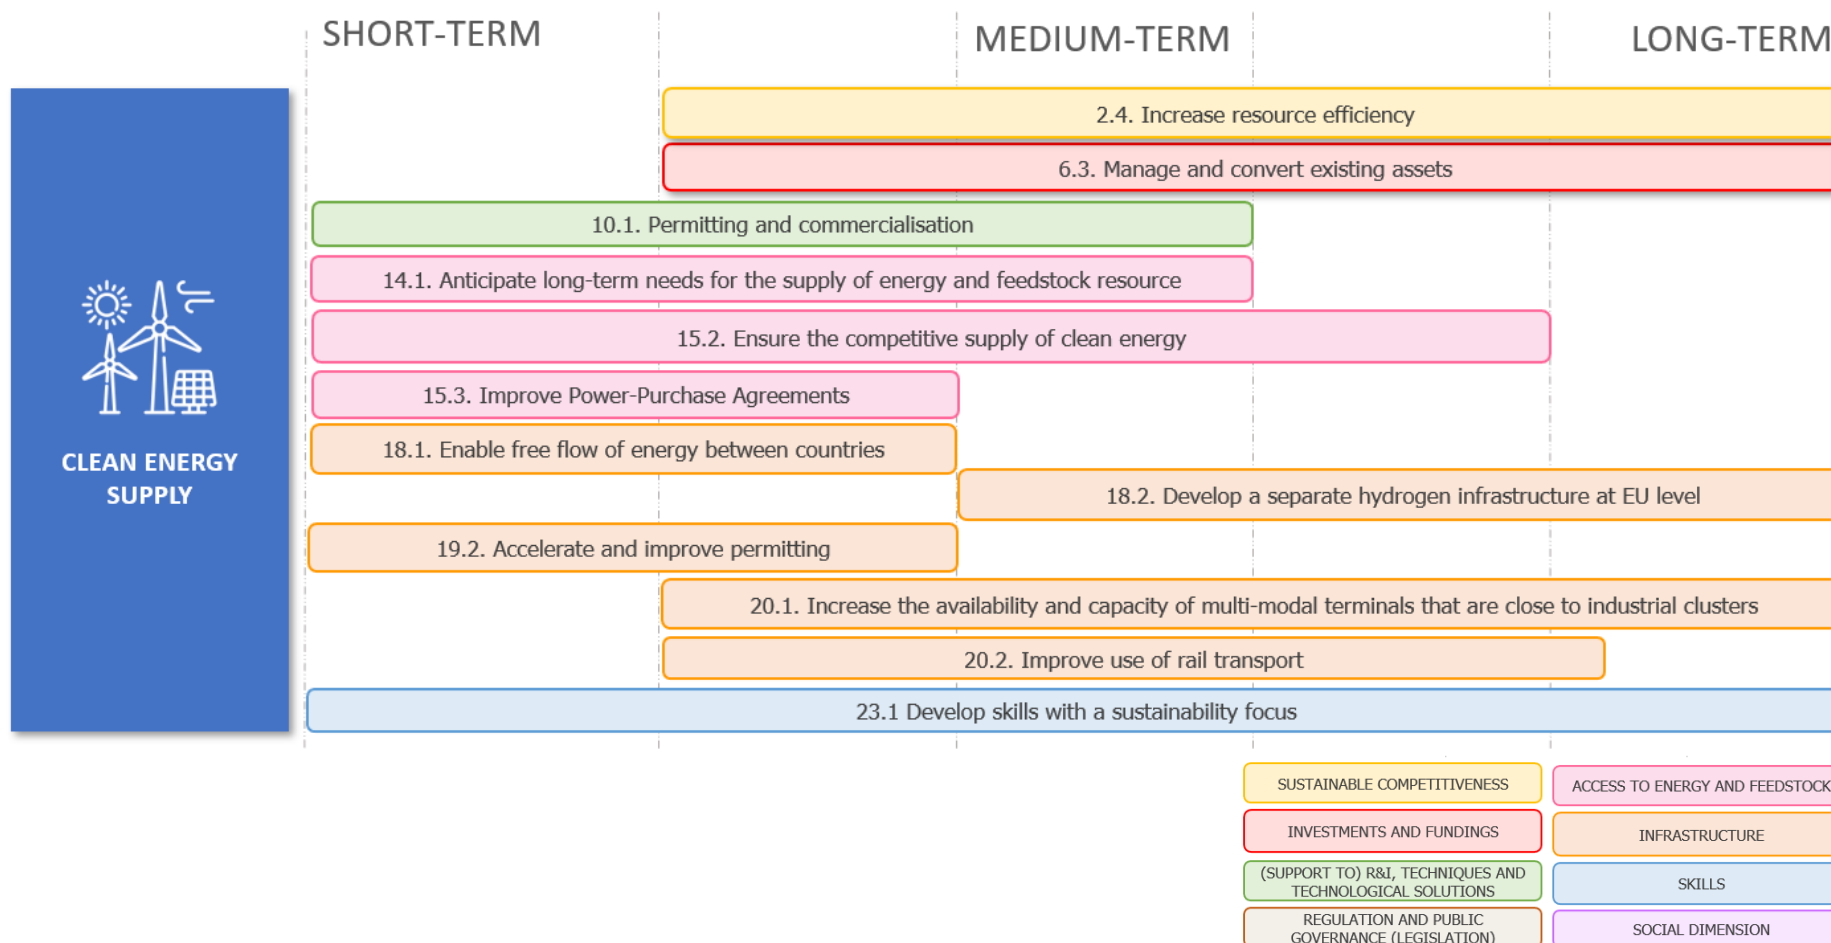 SHORT-TERM
MEDIUM-TERM
LONG-TERM
CLEAN ENERGY
SUPPLY
2.4. Increase resource efficiency
6.3. Manage and convert existing assets
10.1. Permitting and commercialisation
14.1. Anticipate long-term needs for the supply of energy and feedstock resource
15.2. Ensure the competitive supply of clean energy
15.3. Improve Power-Purchase Agreements
18.1. Enable free flow of energy between countries
18.2. Develop a separate hydrogen infrastructure at EU level
19.2. Accelerate and improve permitting
20.1. Increase the availability and capacity of multi-modal terminals that are close to industrial clusters
20.2. Improve use of rail transport
23.1 Develop skills with a sustainability focus
SUSTAINABLE COMPETITIVENESS
ACCESS TO ENERGY AND FEEDSTOCK
INVESTMENTS AND FUNDINGS
INFRASTRUCTURE
(SUPPORT TO) R&I, TECHNIQUES AND
TECHNOLOGICAL SOLUTIONS
SKILLS
REGULATION AND PUBLIC
GOVERNANCE (LEGISLATION)
SOCIAL DIMENSION